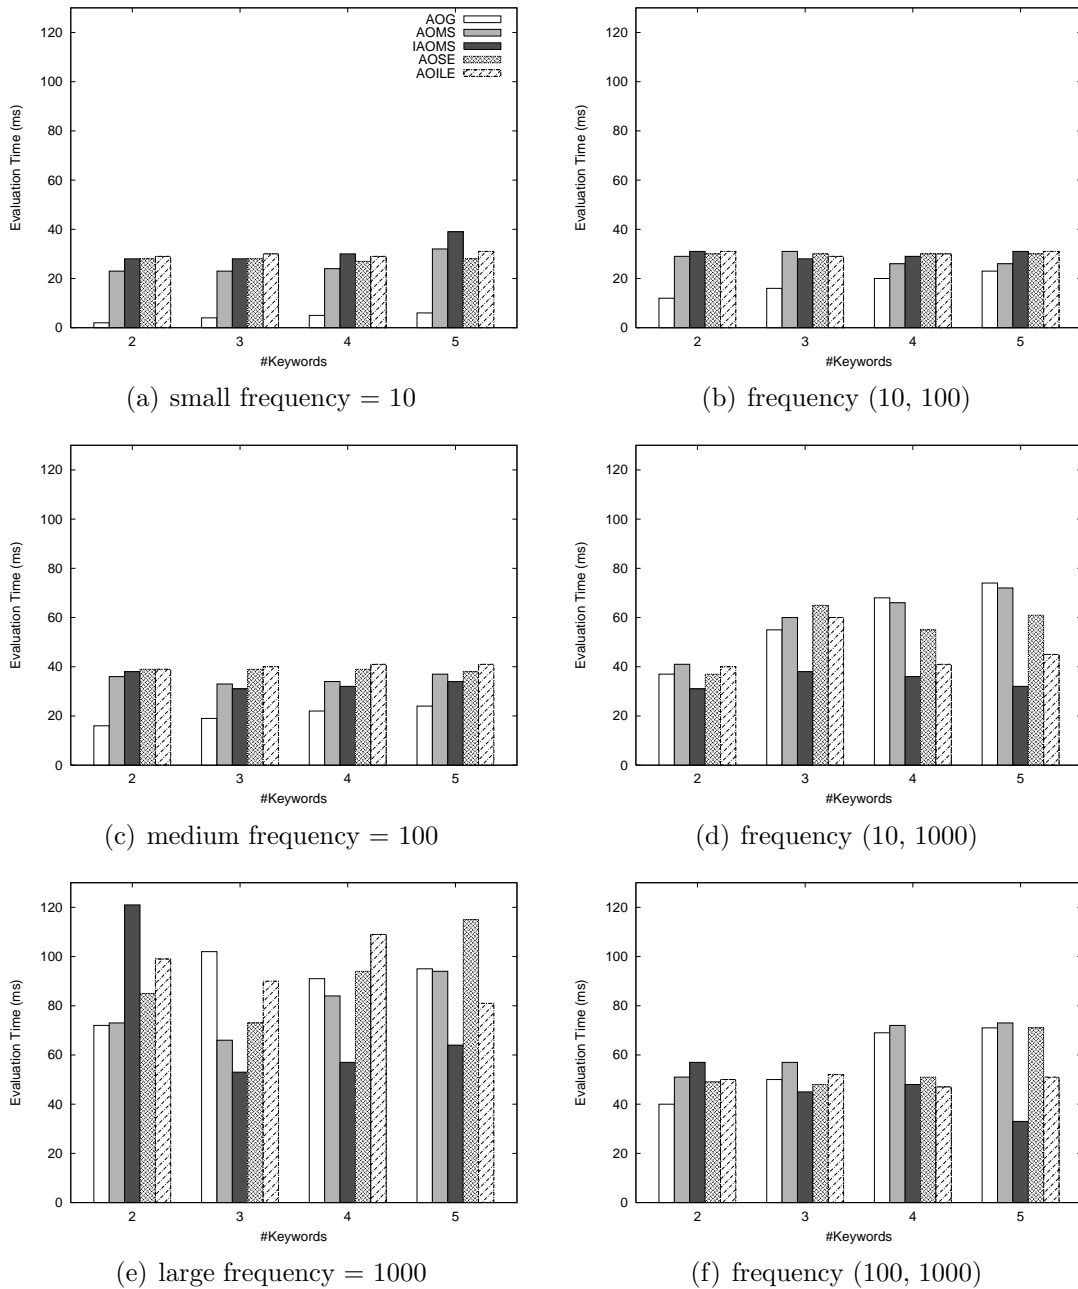 120
100
80
60
40
20
0
Evaluation Time (ms)
AOG
AOMS
IAOMS
AOSE
AOILE
2 3 4 5
#Keywords
(a) small frequency = 10
120
100
80
60
40
20
0
Evaluation Time (ms)
2 3 4 5
#Keywords
(b) frequency (10, 100)
120
100
80
60
40
20
0
Evaluation Time (ms)
2 3 4 5
#Keywords
(c) medium frequency = 100
120
100
80
60
40
20
0
Evaluation Time (ms)
2 3 4 5
#Keywords
(d) frequency (10, 1000)
120
100
80
60
40
20
0
Evaluation Time (ms)
2 3 4 5
#Keywords
(e) large frequency = 1000
120
100
80
60
40
20
0
Evaluation Time (ms)
2 3 4 5
#Keywords
(f) frequency (100, 1000)